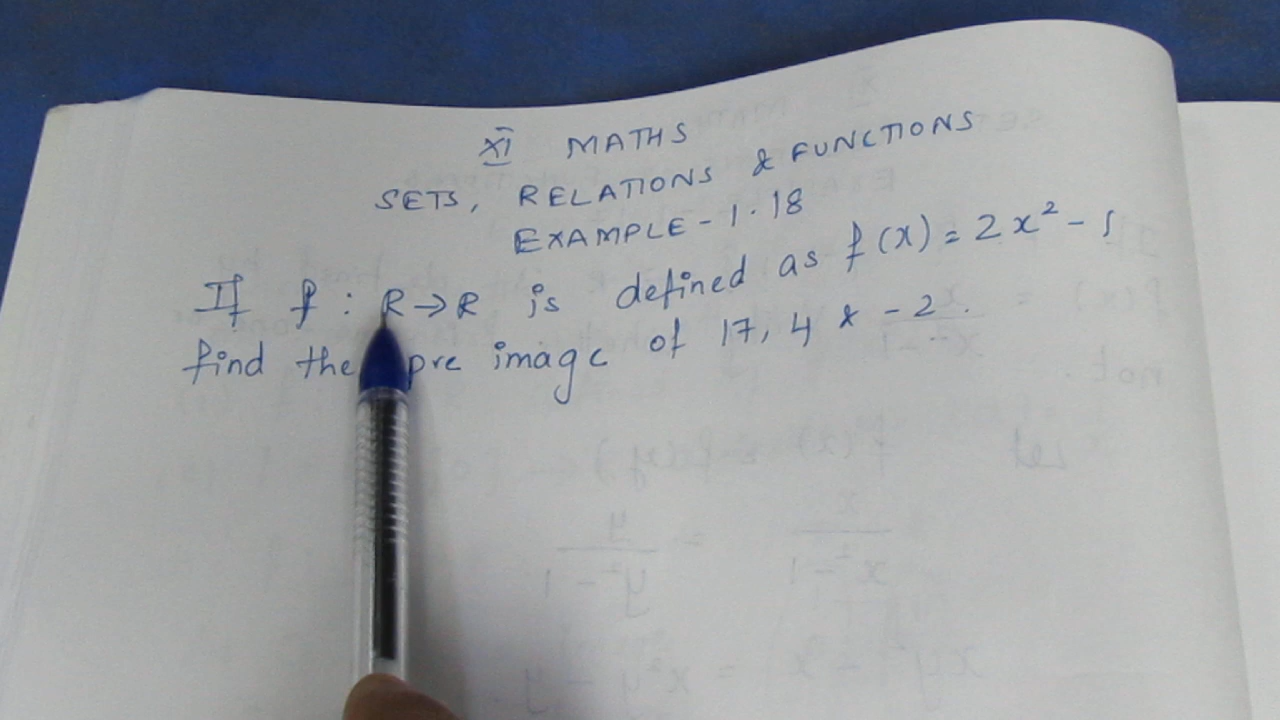 XI MATHS
SETS, RELATIONS & FUNCTIONS
EXAMPLE - 1.18
If f : R → R is defined as f(x) = 2x² - 1
find the pre image of 17, 4 & -2.